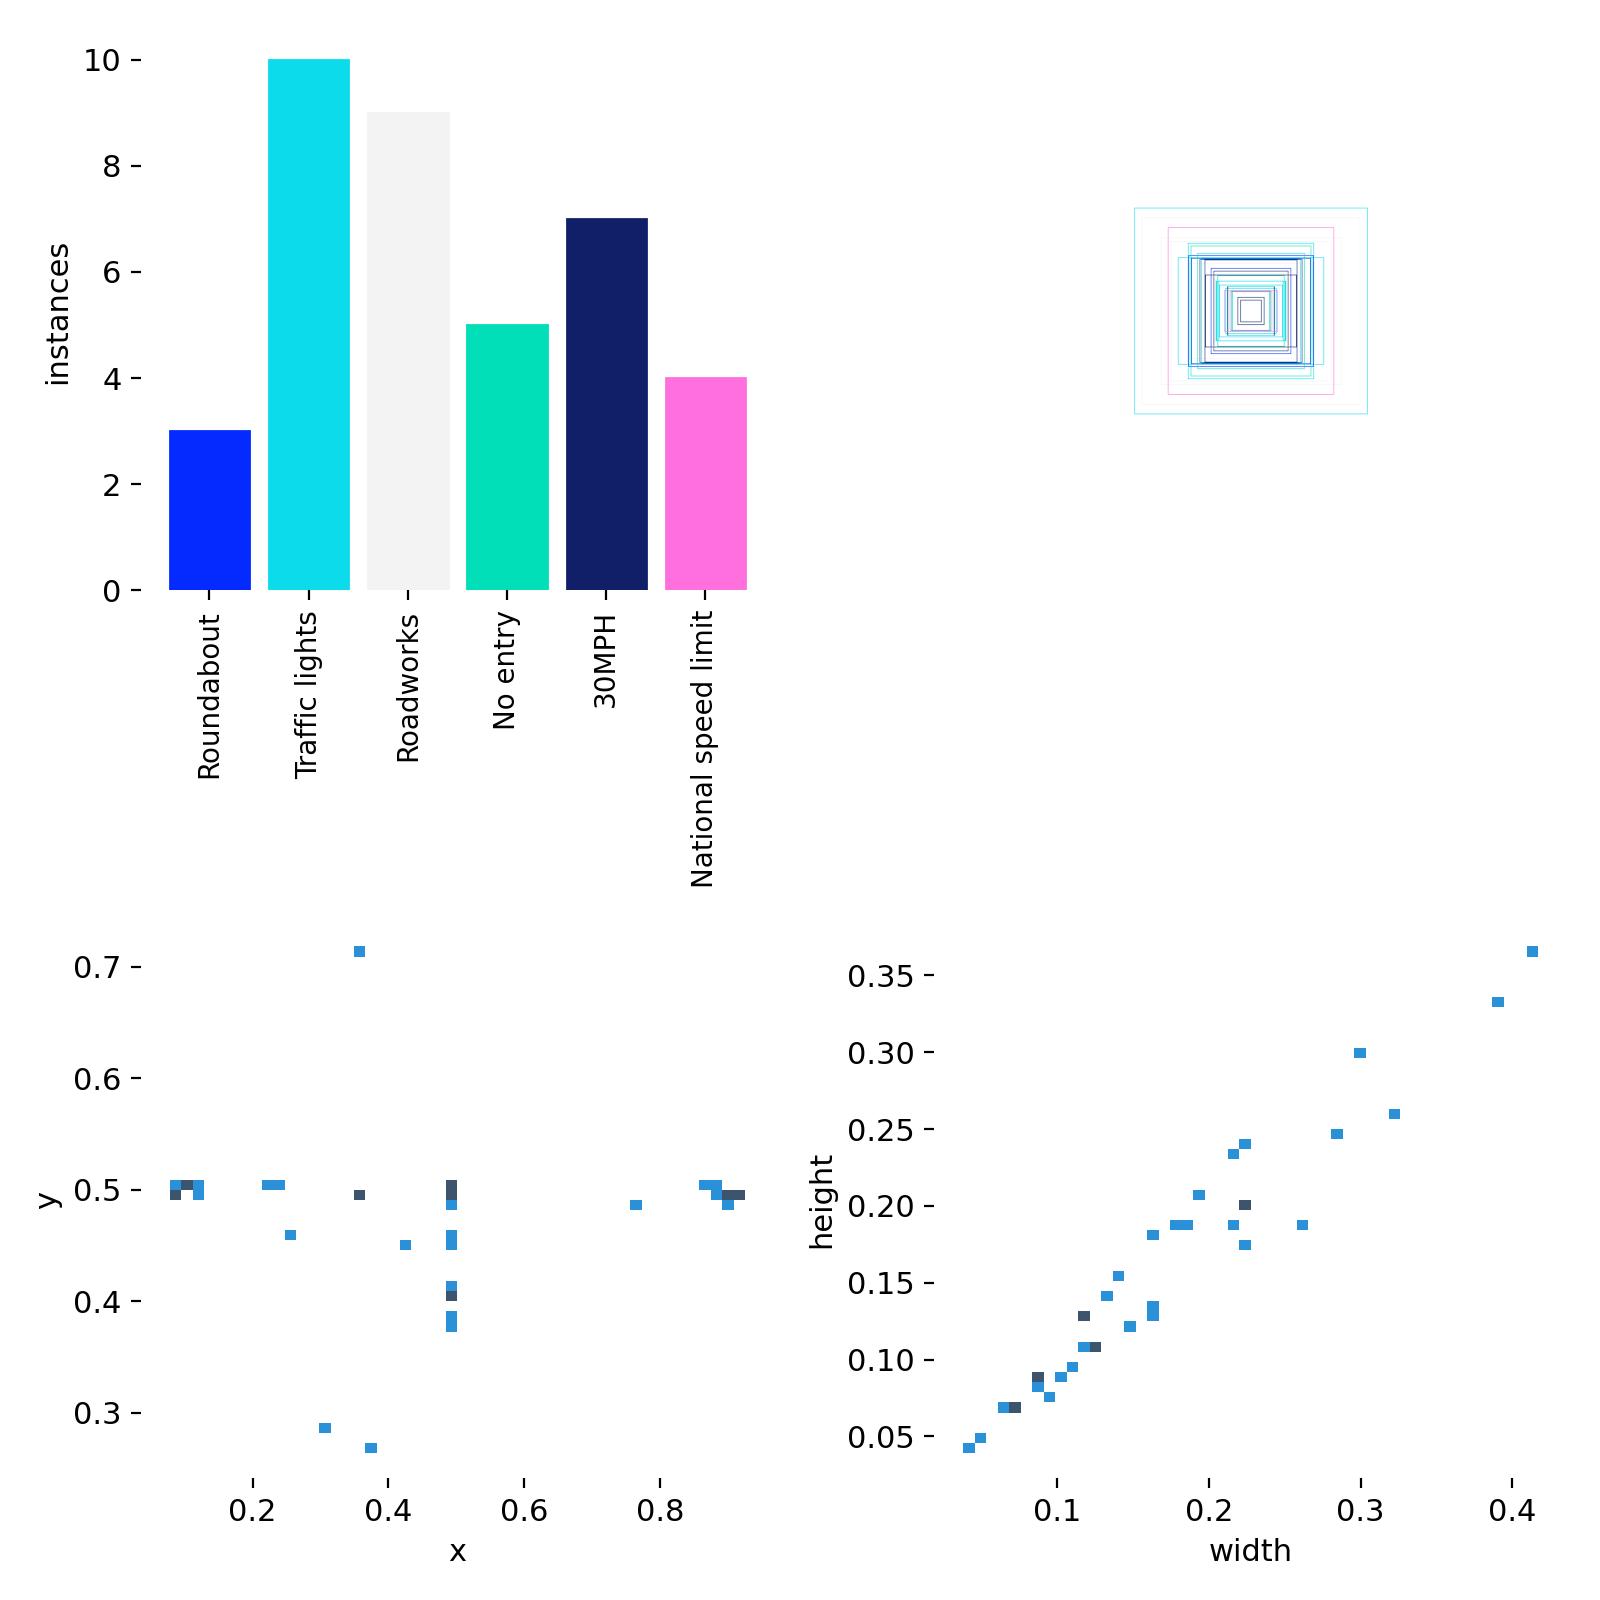 10
8
6
4
2
0
instances
Roundabout
Traffic lights
Roadworks
No entry
30MPH
National speed limit
0.7
0.6
0.5
0.4
0.3
y
0.2 0.4 0.6 0.8
x
0.35
0.30
0.25
0.20
0.15
0.10
0.05
height
0.1 0.2 0.3 0.4
width